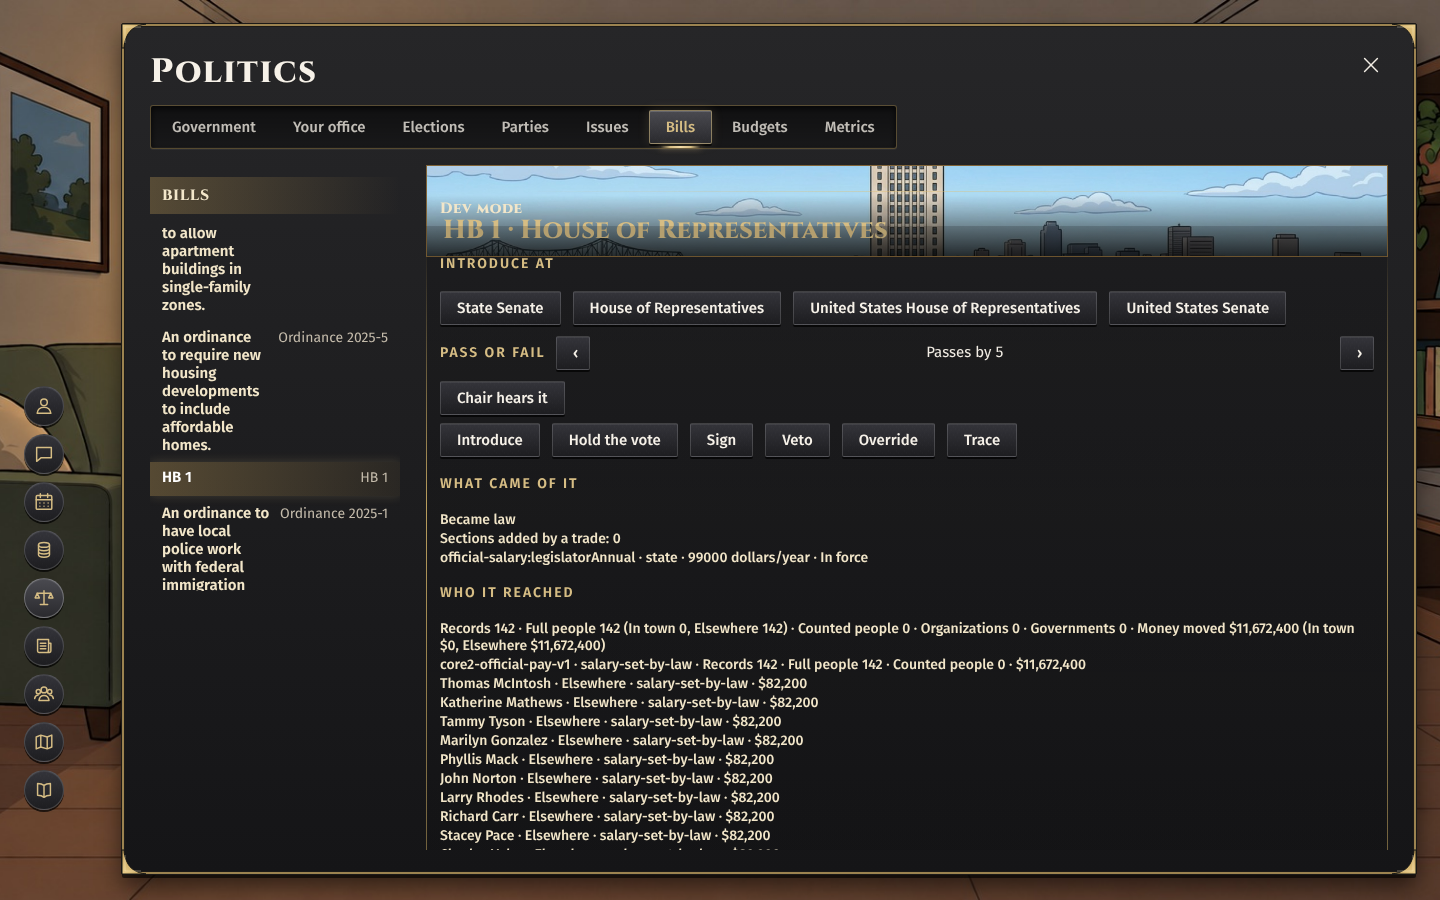 Politics
Government
Your office
Elections
Parties
Issues
Bills
Budgets
Metrics
BILLS
to allow
apartment
buildings in
single-family
zones.
An ordinance Ordinance 2025-5
to require new
housing
developments
to include
affordable
homes.
HB 1 HB 1
An ordinance to Ordinance 2025-1
have local
police work
with federal
immigration
Dev mode
HB 1 · House of Representatives
INTRODUCE AT
State Senate
House of Representatives
United States House of Representatives
United States Senate
PASS OR FAIL ‹ Passes by 5 ›
Chair hears it
Introduce
Hold the vote
Sign
Veto
Override
Trace
WHAT CAME OF IT
Became law
Sections added by a trade: 0
official-salary:legislatorAnnual · state · 99000 dollars/year · In force
WHO IT REACHED
Records 142 · Full people 142 (In town 0, Elsewhere 142) · Counted people 0 · Organizations 0 · Governments 0 · Money moved $11,672,400 (In town
$0, Elsewhere $11,672,400)
core2-official-pay-v1 · salary-set-by-law · Records 142 · Full people 142 · Counted people 0 · $11,672,400
Thomas McIntosh · Elsewhere · salary-set-by-law · $82,200
Katherine Mathews · Elsewhere · salary-set-by-law · $82,200
Tammy Tyson · Elsewhere · salary-set-by-law · $82,200
Marilyn Gonzalez · Elsewhere · salary-set-by-law · $82,200
Phyllis Mack · Elsewhere · salary-set-by-law · $82,200
John Norton · Elsewhere · salary-set-by-law · $82,200
Larry Rhodes · Elsewhere · salary-set-by-law · $82,200
Richard Carr · Elsewhere · salary-set-by-law · $82,200
Stacey Pace · Elsewhere · salary-set-by-law · $82,200